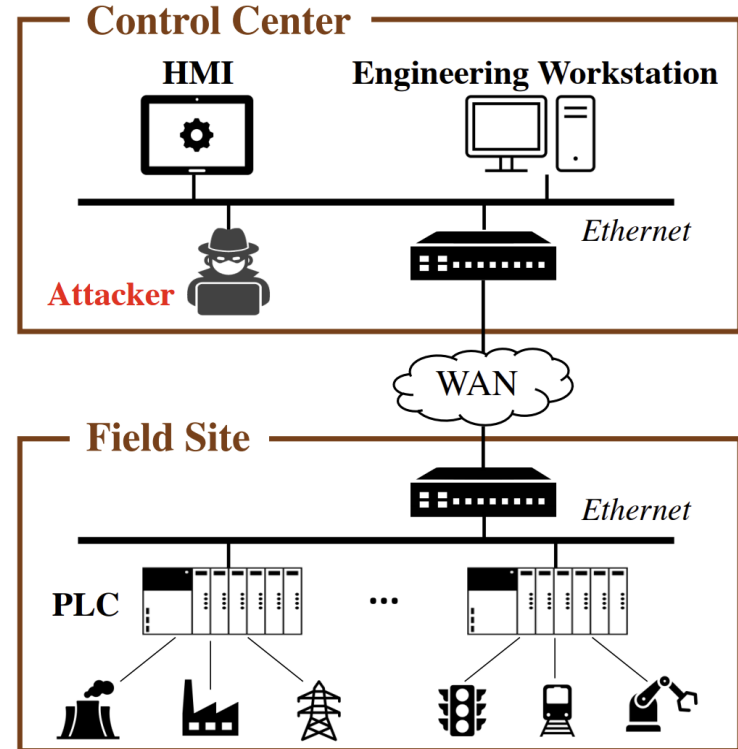 Control Center
HMI
Engineering Workstation
Ethernet
Attacker
WAN
Field Site
Ethernet
PLC
...